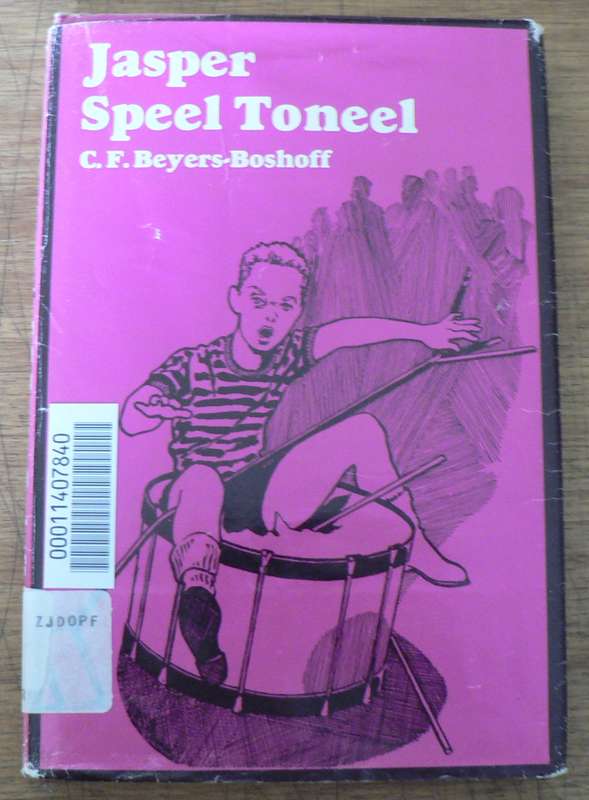 Jasper
Speel Toneel
C. F. Beyers-Boshoff
00011407840
ZJDOPF